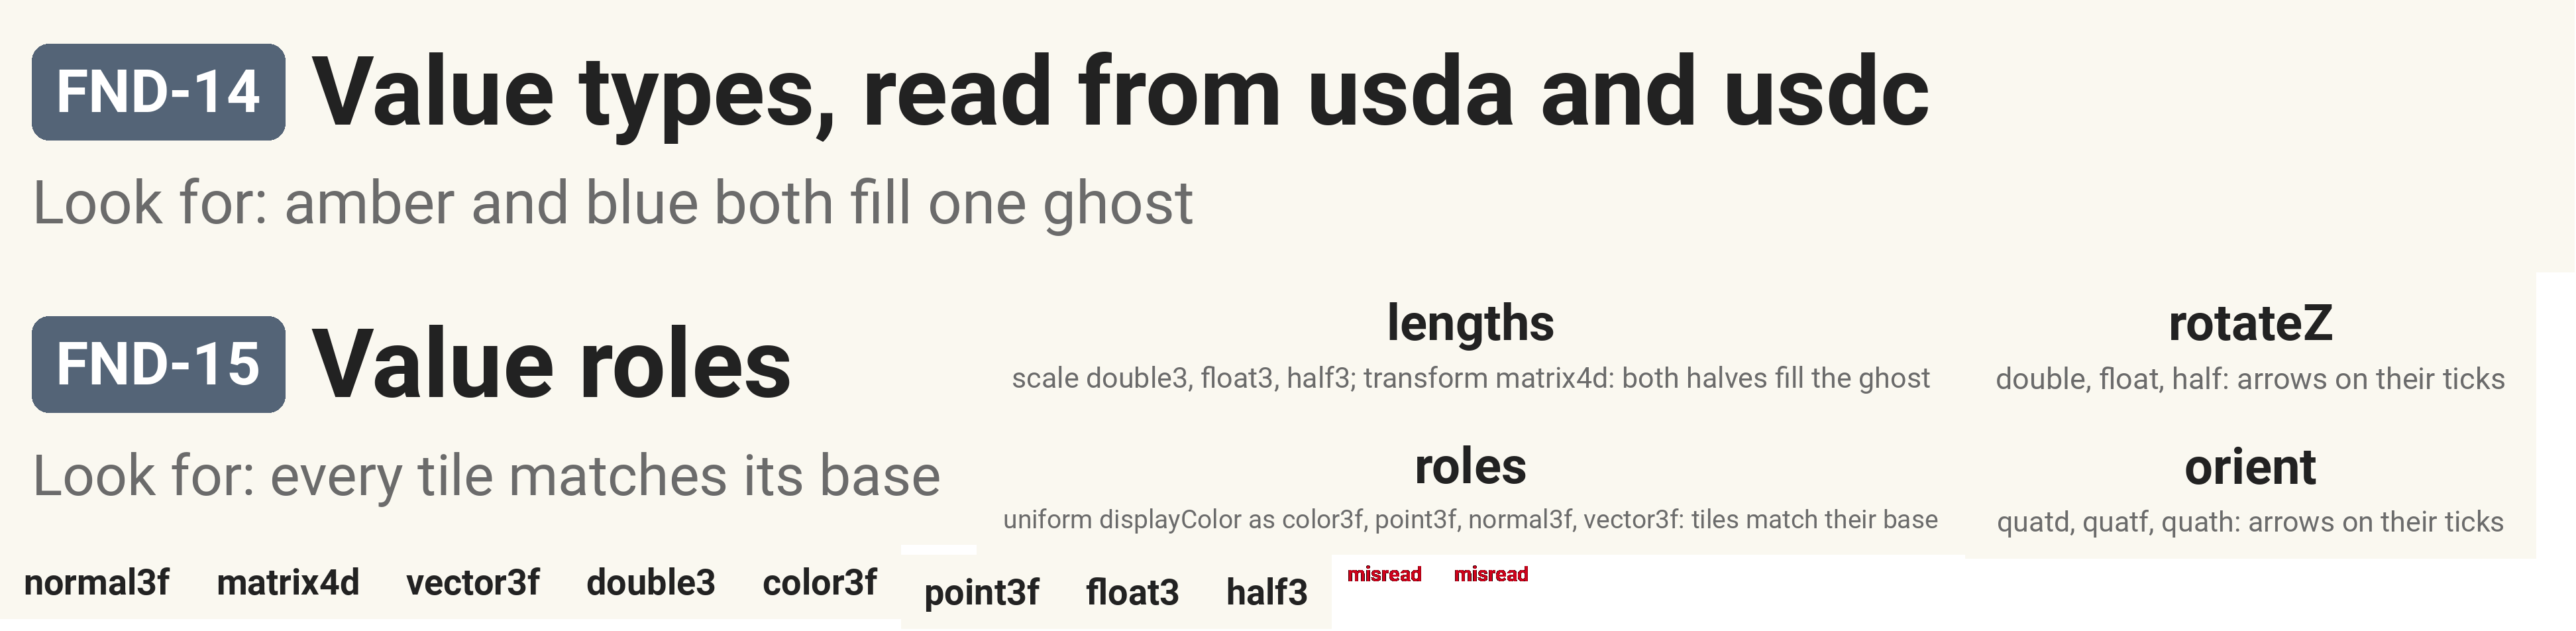 FND-14 Value types, read from usda and usdc
Look for: amber and blue both fill one ghost
FND-15 Value roles
Look for: every tile matches its base
lengths
scale double3, float3, half3; transform matrix4d: both halves fill the ghost
rotateZ
double, float, half: arrows on their ticks
roles
uniform displayColor as color3f, point3f, normal3f, vector3f: tiles match their base
orient
quatd, quatf, quath: arrows on their ticks
normal3f matrix4d vector3f double3 color3f point3f float3 half3 misread misread